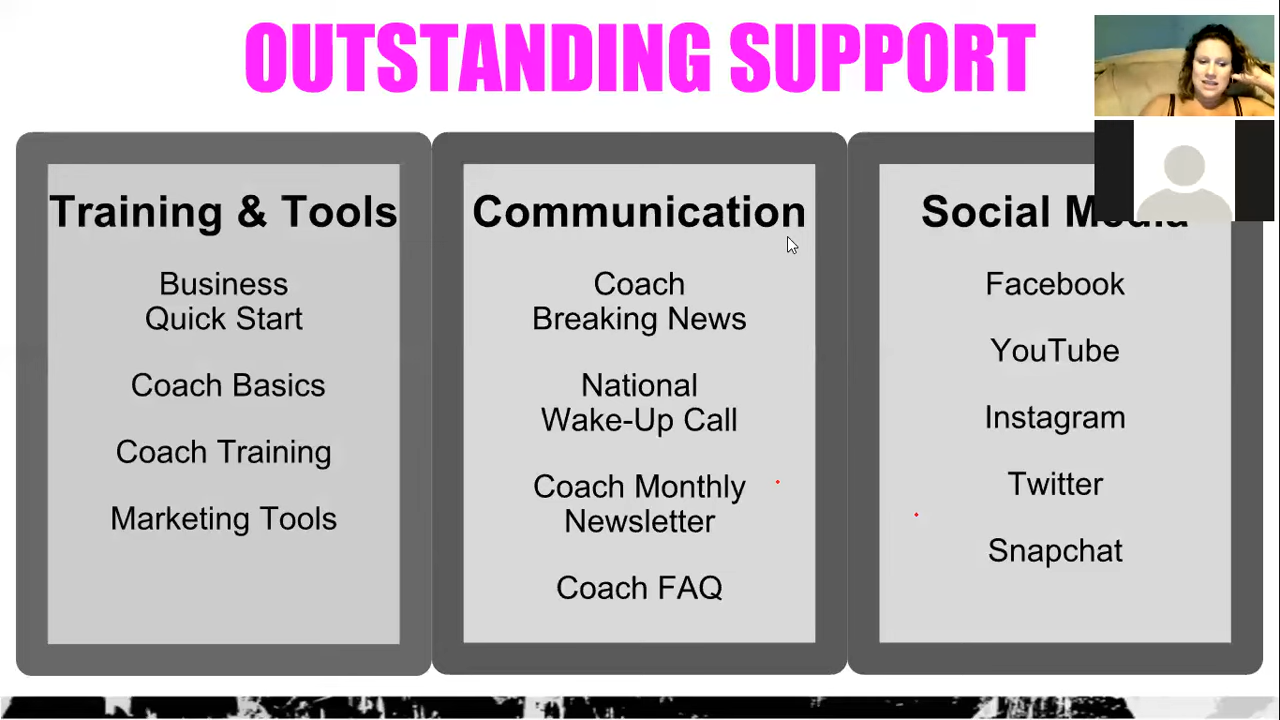 OUTSTANDING SUPPORT
Training & Tools
Business
Quick Start
Coach Basics
Coach Training
Marketing Tools
Communication
Coach
Breaking News
National
Wake-Up Call
Coach Monthly
Newsletter
Coach FAQ
Social Media
Facebook
YouTube
Instagram
Twitter
Snapchat